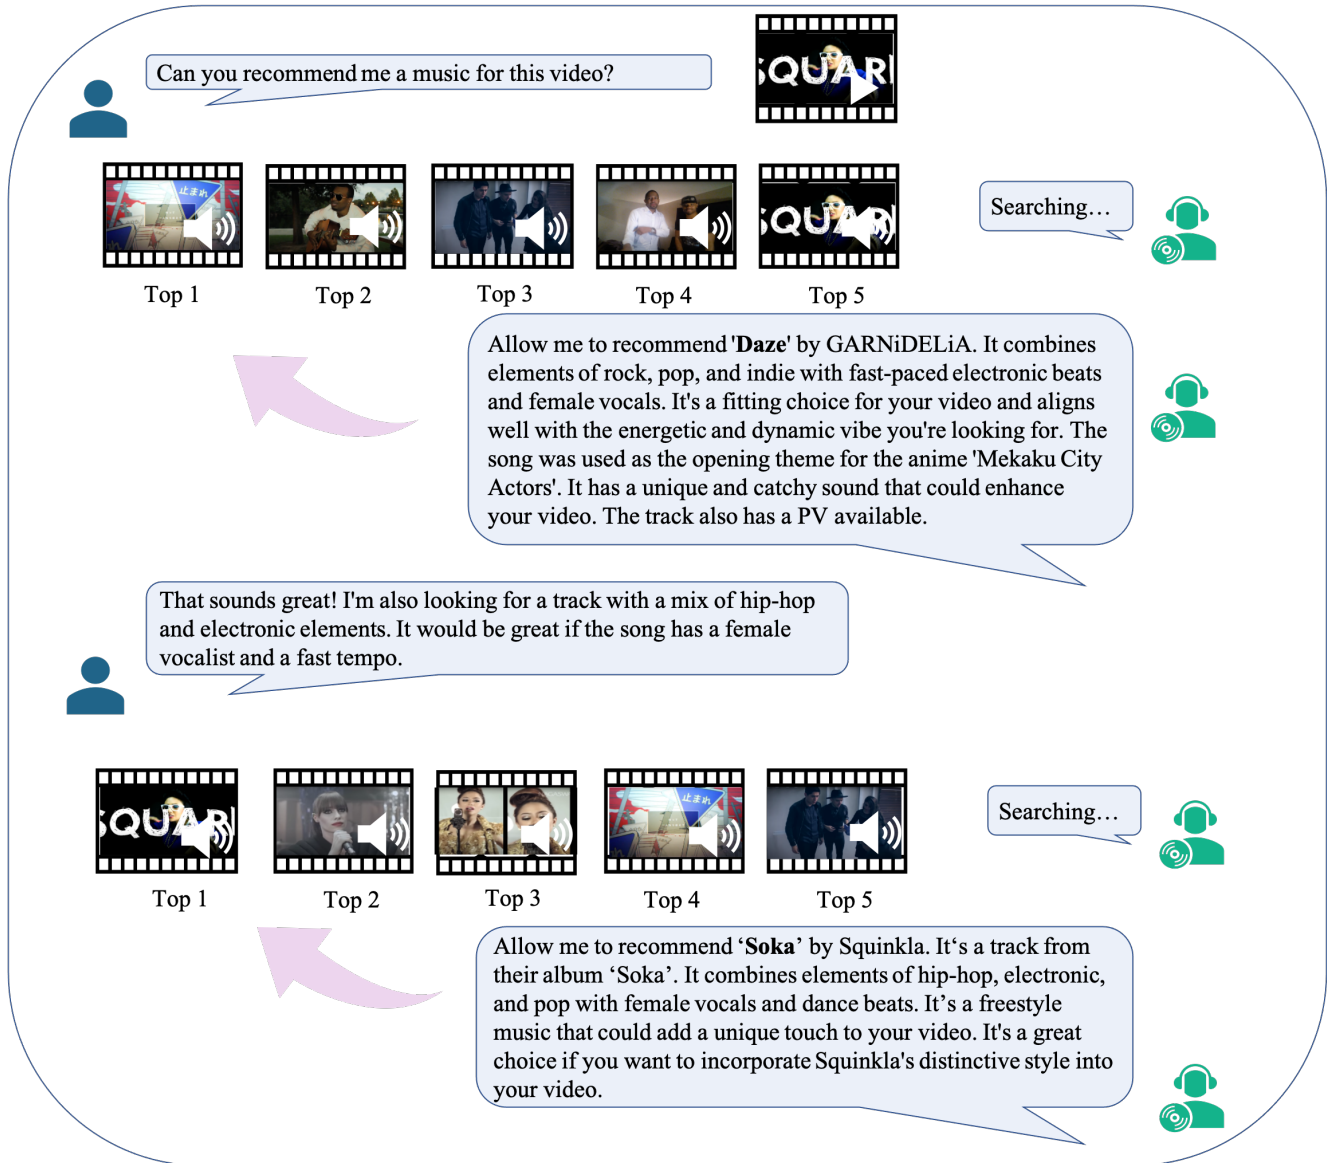 Can you recommend me a music for this video?
SQUAR
止まれ
SQUAR
Searching…
Top 1
Top 2
Top 3
Top 4
Top 5
Allow me to recommend 'Daze' by GARNiDELiA. It combines
elements of rock, pop, and indie with fast-paced electronic beats
and female vocals. It's a fitting choice for your video and aligns
well with the energetic and dynamic vibe you're looking for. The
song was used as the opening theme for the anime 'Mekaku City
Actors'. It has a unique and catchy sound that could enhance
your video. The track also has a PV available.
That sounds great! I'm also looking for a track with a mix of hip-hop
and electronic elements. It would be great if the song has a female
vocalist and a fast tempo.
SQUAR
止まれ
Searching…
Top 1
Top 2
Top 3
Top 4
Top 5
Allow me to recommend ‘Soka’ by Squinkla. It‘s a track from
their album ‘Soka’. It combines elements of hip-hop, electronic,
and pop with female vocals and dance beats. It’s a freestyle
music that could add a unique touch to your video. It's a great
choice if you want to incorporate Squinkla's distinctive style into
your video.